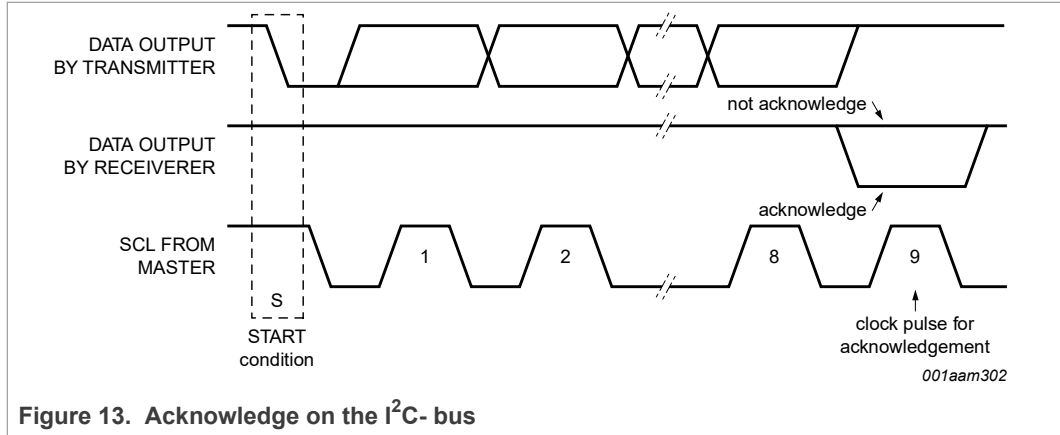 DATA OUTPUT
BY TRANSMITTER
not acknowledge
DATA OUTPUT
BY RECEIVERER
acknowledge
SCL FROM
MASTER
1
2
8
9
S
START
condition
clock pulse for
acknowledgement
001aam302
Figure 13. Acknowledge on the I²C- bus